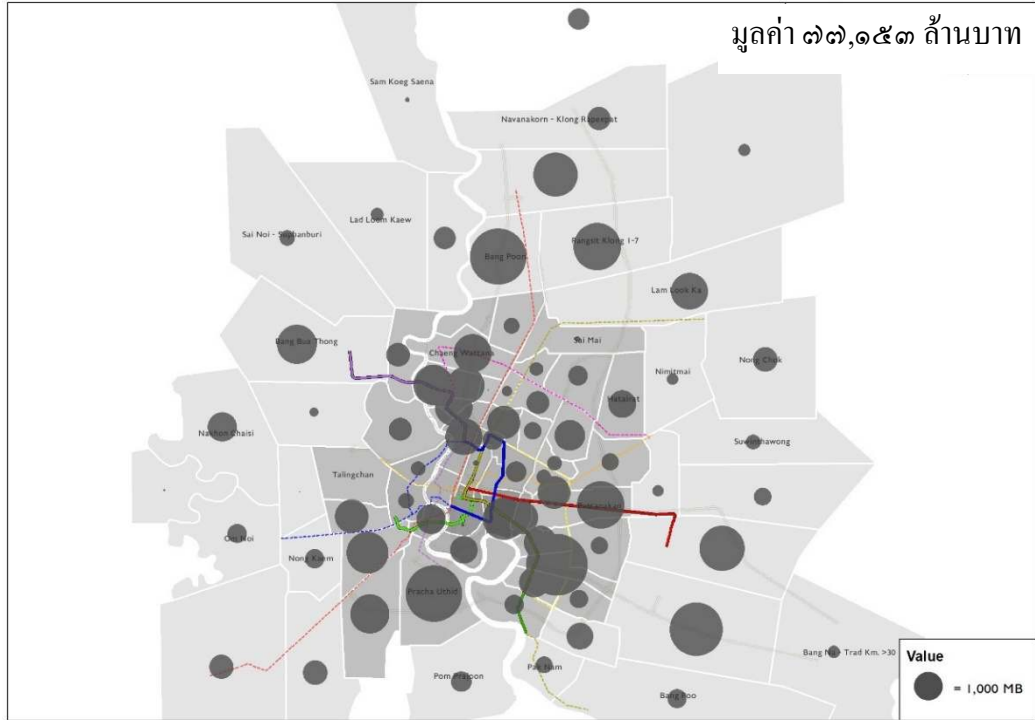 มูลค่า ๗๗,๑๕๓ ล้านบาท
Sam Koeg Saena
Navanakorn - Klong Rapeepat
Lad Loom Kaew
Sai Noi - Suphanburi
Bang Poon
Rangsit Klong 1-7
Lam Look Ka
Bang Bua Thong
Chaeng Wattana
Sai Mai
Nong Chok
Nimitmai
Hatairat
Nakhon Chaisi
Suwinthawong
Talingchan
Om Noi
Nong Kaem
Pracha Uthid
Bang Na - Trad Km. >30
Pak Nam
Pom Praloon
Bang Poo
Value
= 1,000 MB